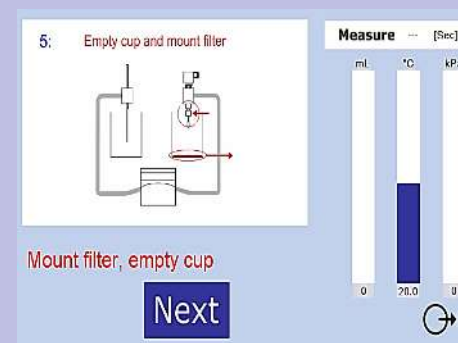 5: Empty cup and mount filter
Measure --- [Sec]
ml °C kP
Mount filter, empty cup
Next
0 20.0 0